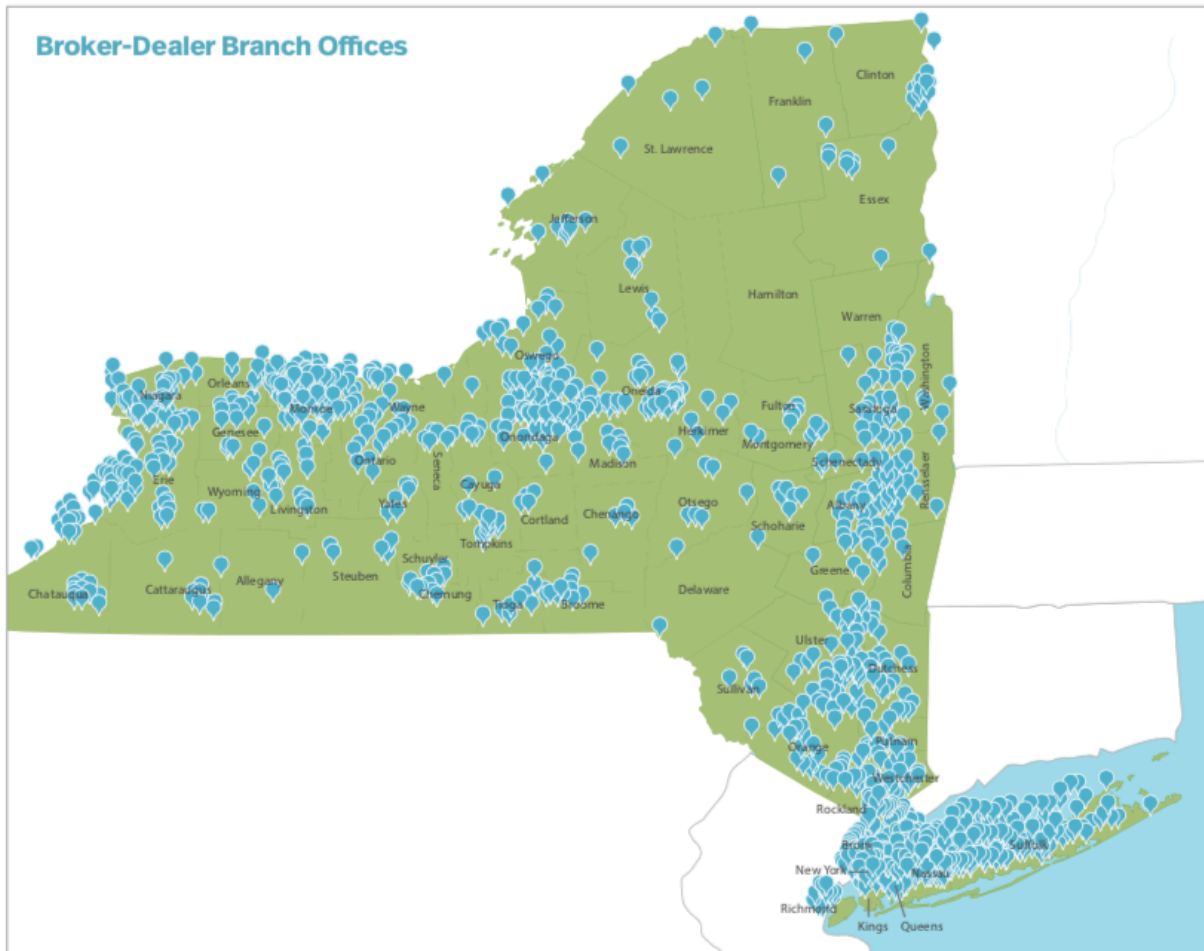 Broker-Dealer Branch Offices
Clinton
Franklin
St. Lawrence
Essex
Jefferson
Lewis
Hamilton
Warren
Oswego
Washington
Orleans
Niagara
Monroe
Wayne
Oneida
Fulton
Saratoga
Genesee
Onondaga
Herkimer
Montgomery
Ontario
Seneca
Madison
Schenectady
Rensselaer
Erie
Wyoming
Cayuga
Livingston
Yates
Cortland
Chenango
Otsego
Albany
Schoharie
Tompkins
Schuyler
Greene
Columbia
Chatauqua
Cattaraugus
Allegany
Steuben
Chemung
Tioga
Broome
Delaware
Ulster
Dutchess
Sullivan
Orange
Putnam
Westchester
Rockland
Bronx
Suffolk
New York
Nassau
Richmond
Kings
Queens